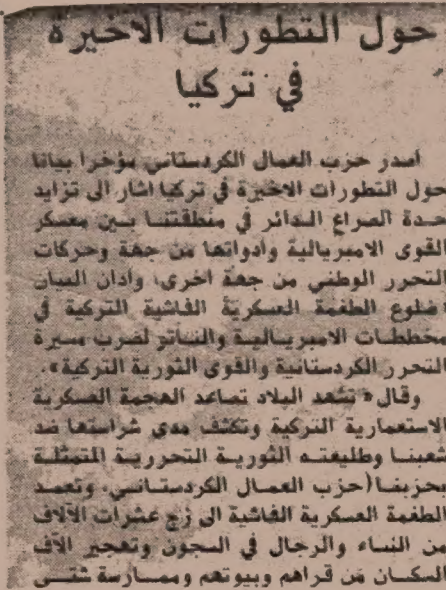 حول التطورات الاخيرة
في تركيا
اصدر حزب العمال الكردستاني مؤخرا بيانا
حول التطورات الاخيرة في تركيا اشار الى تزايد
حدة الصراع الدائر في منطقتنا بين معسكر
القوى الامبريالية وأدواتها من جهة وحركات
التحرر الوطني من جهة اخرى، وادان البيان
ضلوع الطغمة العسكرية الفاشية التركية في
مخططات الامبريالية والناتو لضرب مسيرة
التحرر الكردستانية والقوى الثورية التركية».
وقال «تشهد البلاد تصاعد الهجمة العسكرية
الاستعمارية التركية وتكثف مدى شراستها ضد
شعبنا وطليعته الثورية التحررية المتمثلة
بحزبنا (حزب العمال الكردستاني. وتعمد
الطغمة العسكرية الفاشية الى زج عشرات الآلاف
من النساء والرجال في السجون وتهجير الآف
السكان من قراهم وبيوتهم وممارسة شتى